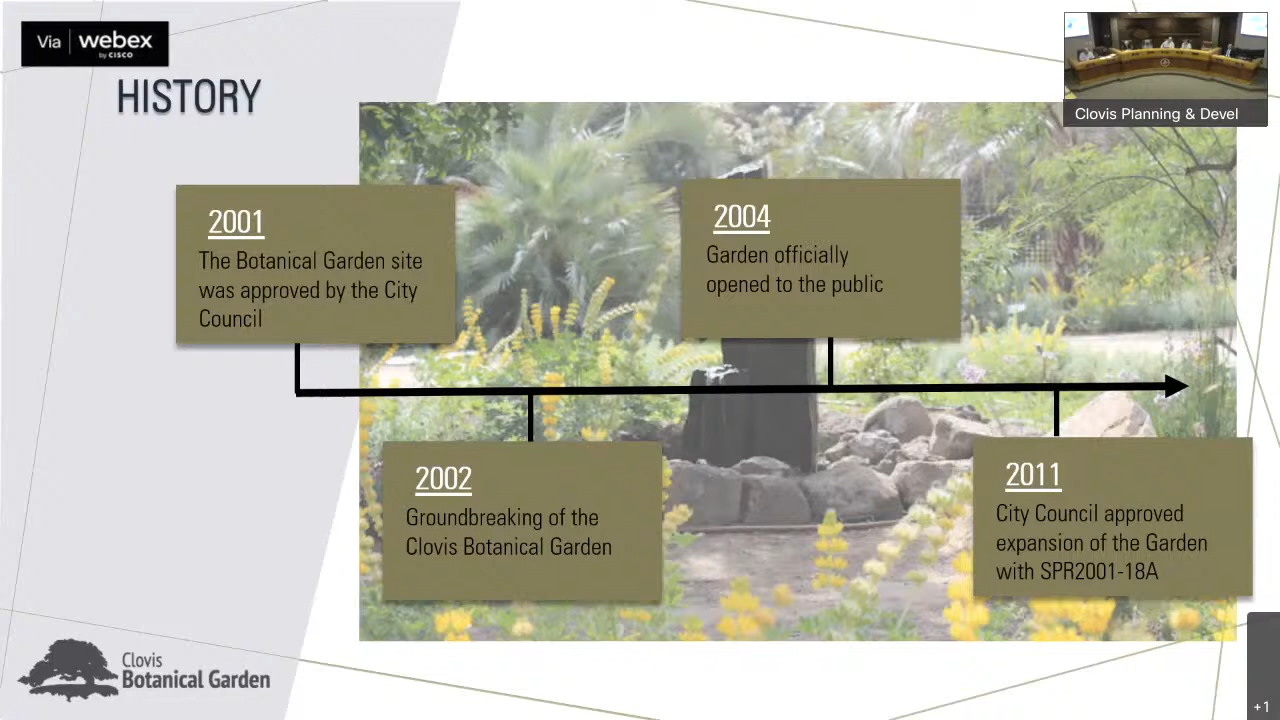 Via webex
by CISCO
HISTORY
Clovis Planning & Devel
2001
The Botanical Garden site
was approved by the City
Council
2004
Garden officially
opened to the public
2002
Groundbreaking of the
Clovis Botanical Garden
2011
City Council approved
expansion of the Garden
with SPR2001-18A
Clovis
Botanical Garden
+1